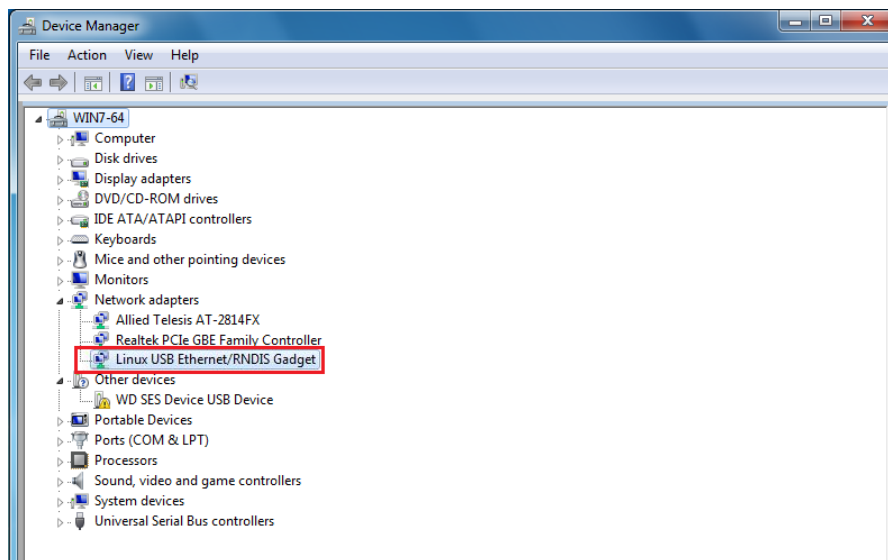 Device Manager
File Action View Help
WIN7-64
Computer
Disk drives
Display adapters
DVD/CD-ROM drives
IDE ATA/ATAPI controllers
Keyboards
Mice and other pointing devices
Monitors
Network adapters
Allied Telesis AT-2814FX
Realtek PCIe GBE Family Controller
Linux USB Ethernet/RNDIS Gadget
Other devices
WD SES Device USB Device
Portable Devices
Ports (COM & LPT)
Processors
Sound, video and game controllers
System devices
Universal Serial Bus controllers